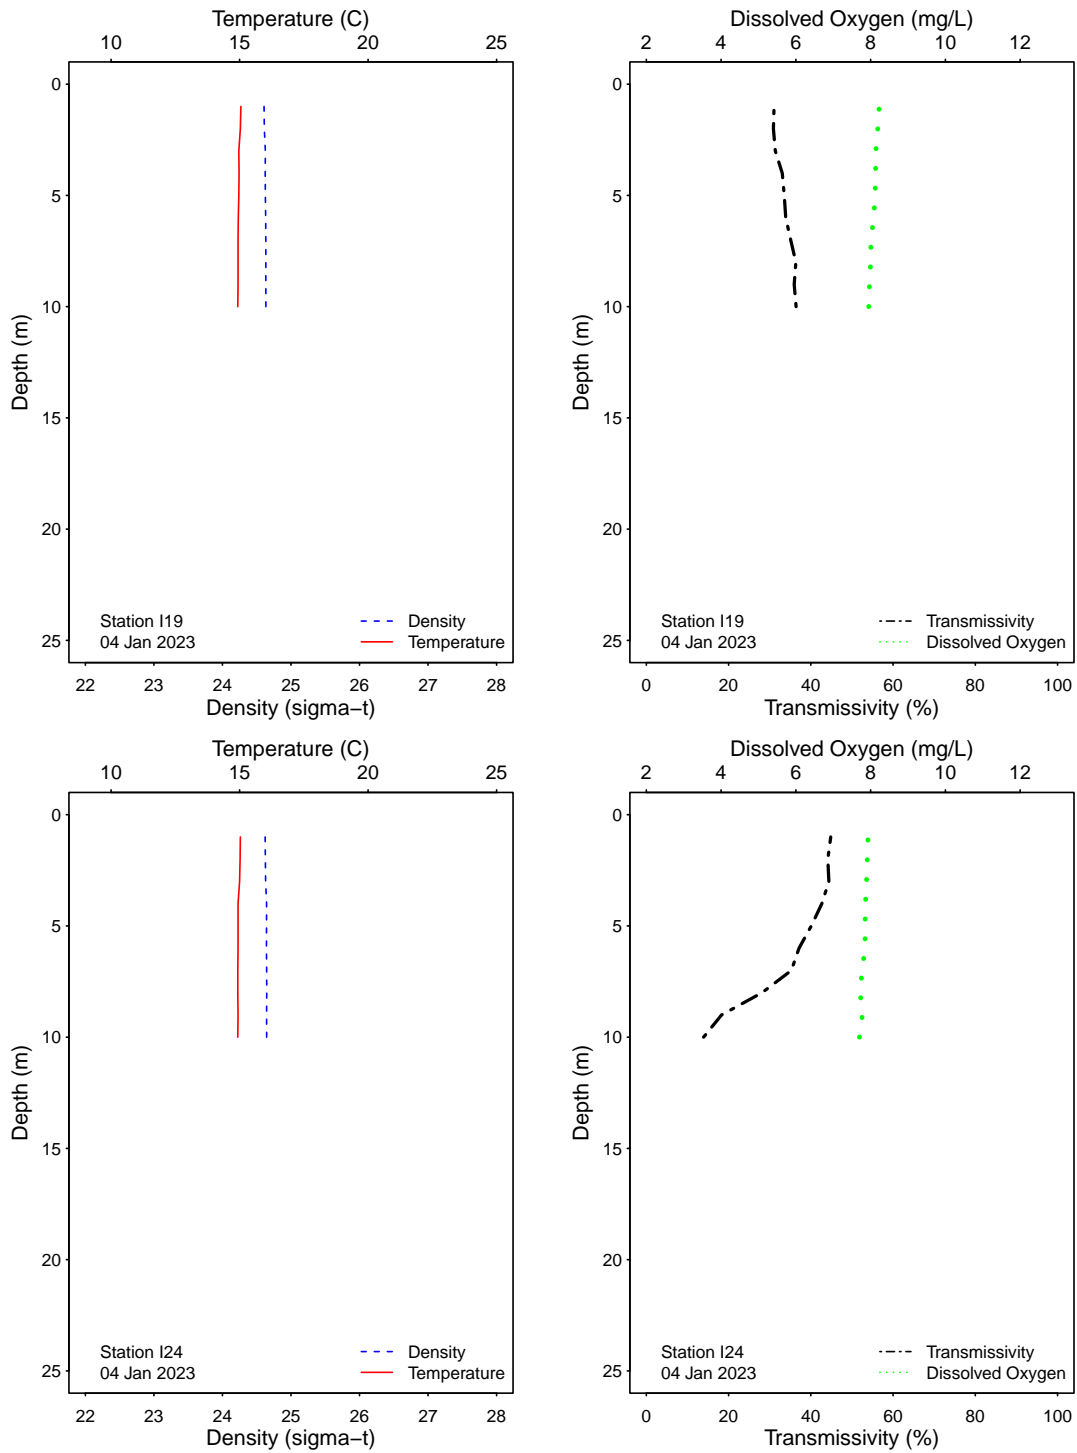 Temperature (C)
10 15 20 25
0
5
10
15
20
25
Depth (m)
Station I19
04 Jan 2023
Density
Temperature
22 23 24 25 26 27 28
Density (sigma−t)
Dissolved Oxygen (mg/L)
2 4 6 8 10 12
0
5
10
15
20
25
Depth (m)
Station I19
04 Jan 2023
Transmissivity
Dissolved Oxygen
0 20 40 60 80 100
Transmissivity (%)
Temperature (C)
10 15 20 25
0
5
10
15
20
25
Depth (m)
Station I24
04 Jan 2023
Density
Temperature
22 23 24 25 26 27 28
Density (sigma−t)
Dissolved Oxygen (mg/L)
2 4 6 8 10 12
0
5
10
15
20
25
Depth (m)
Station I24
04 Jan 2023
Transmissivity
Dissolved Oxygen
0 20 40 60 80 100
Transmissivity (%)